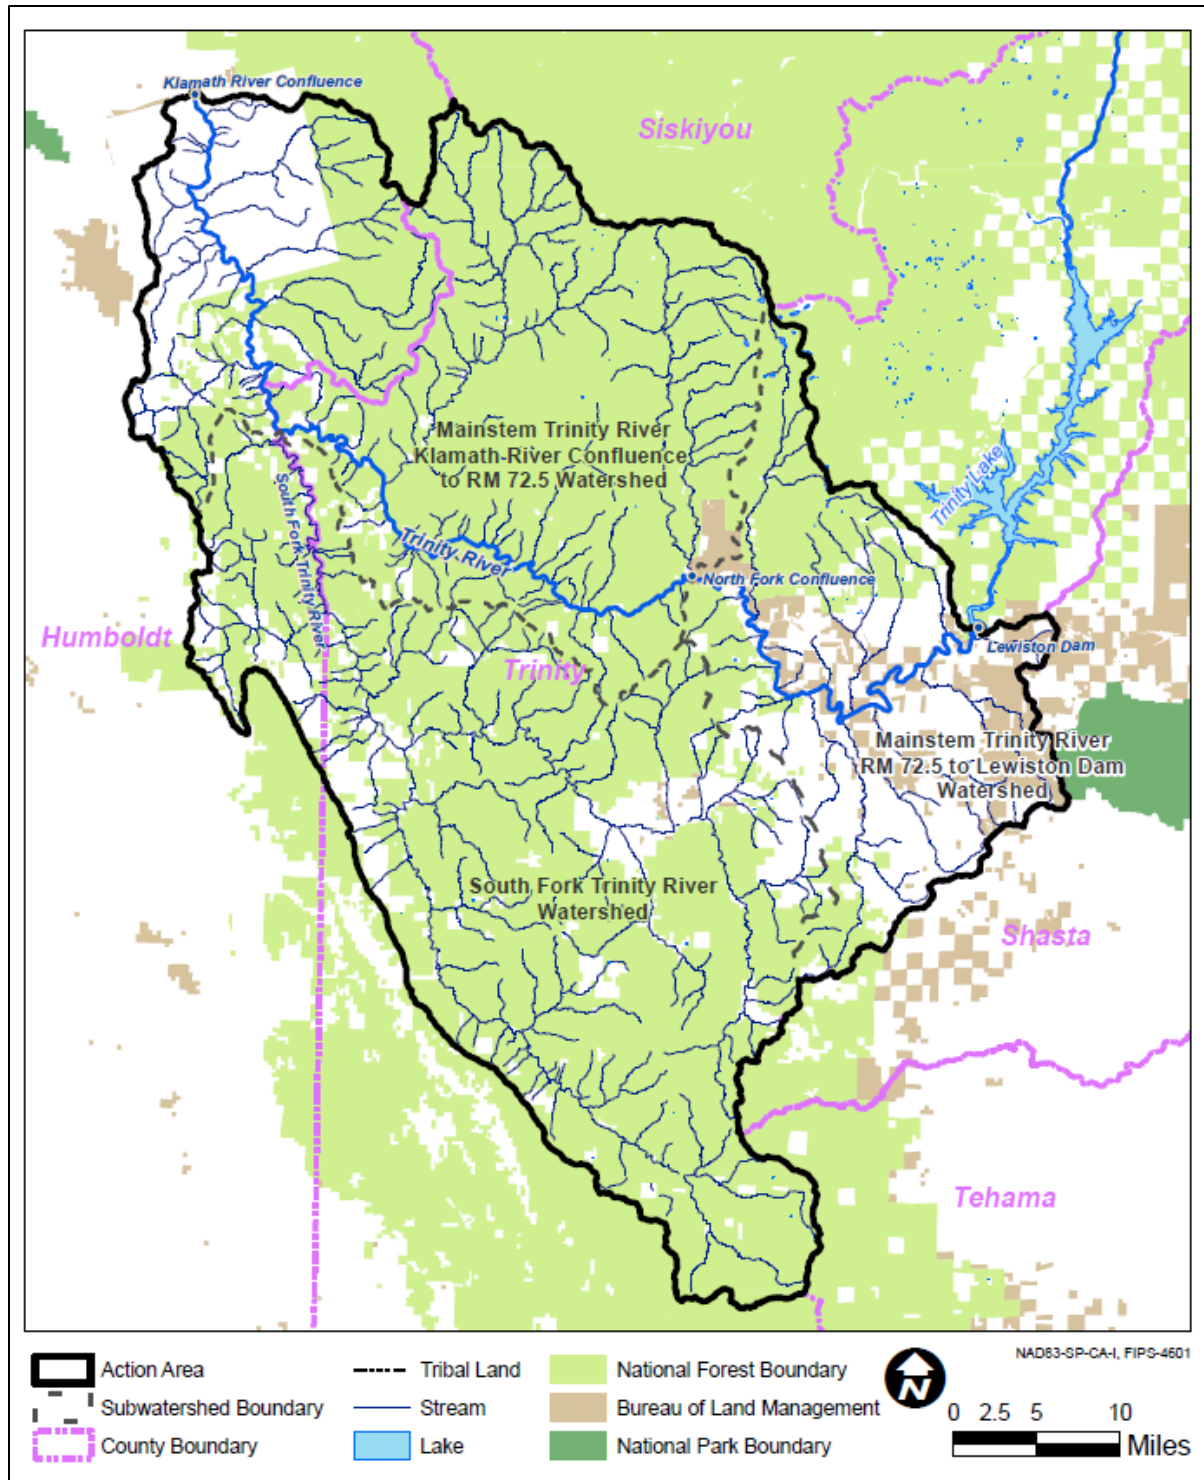 Klamath River Confluence
Siskiyou
Trinity Lake
Mainstem Trinity River
Klamath-River Confluence
to RM 72.5 Watershed
Trinity River
South Fork Trinity River
North Fork Confluence
Humboldt
Trinity
Lewiston Dam
Mainstem Trinity River
RM 72.5 to Lewiston Dam
Watershed
South Fork Trinity River
Watershed
Shasta
Tehama
NAD83-SP-CA-I, FIPS-4601
Action Area
Subwatershed Boundary
County Boundary
Tribal Land
Stream
Lake
National Forest Boundary
Bureau of Land Management
National Park Boundary
N
0 2.5 5 10
Miles